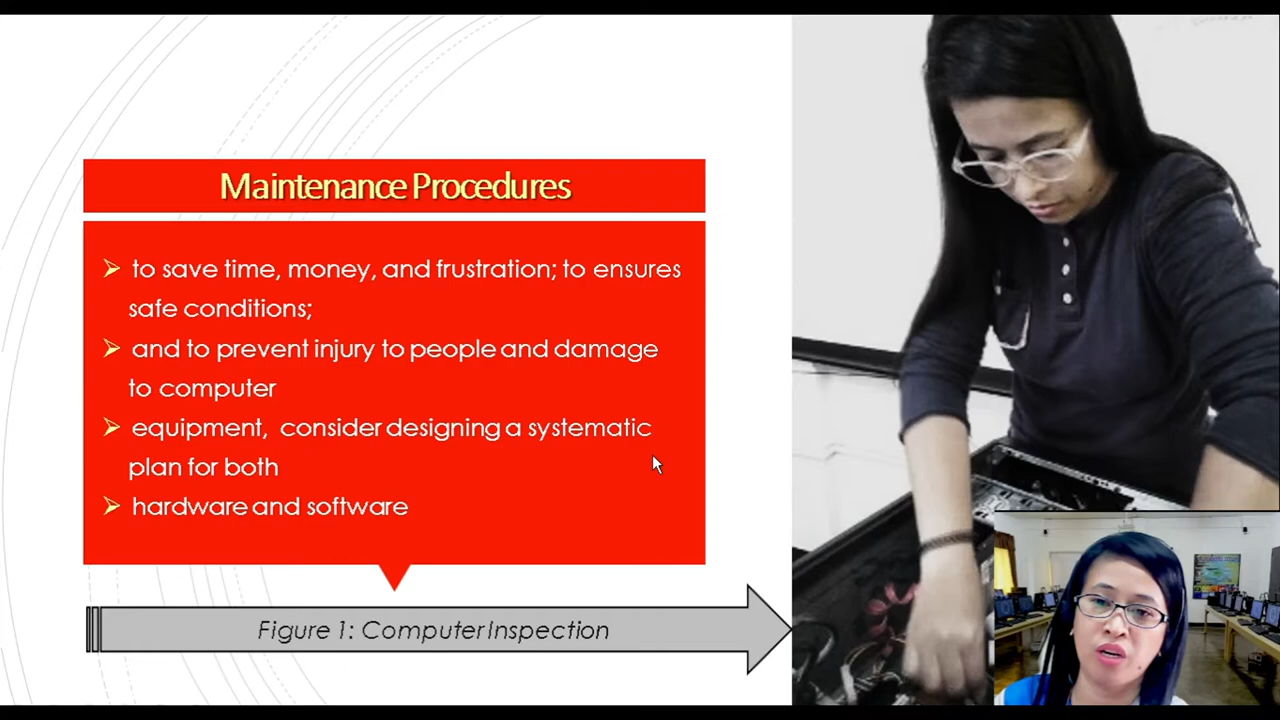 Maintenance Procedures
to save time, money, and frustration; to ensures
safe conditions;
and to prevent injury to people and damage
to computer
equipment, consider designing a systematic
plan for both
hardware and software
Figure 1: Computer Inspection